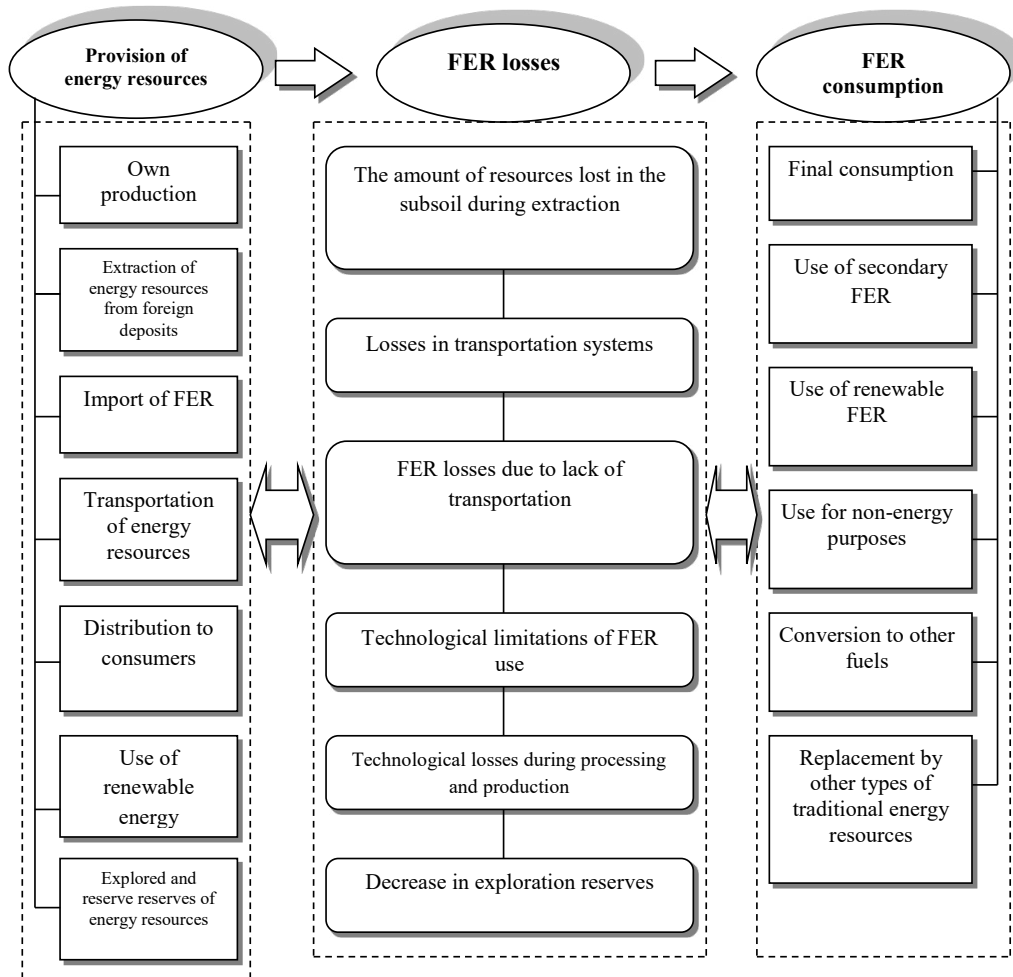 Provision of
energy resources
FER losses
FER
consumption
Own
production
Extraction of
energy resources
from foreign
deposits
Import of FER
Transportation
of energy
resources
Distribution to
consumers
Use of
renewable
energy
Explored and
reserve reserves of
energy resources
The amount of resources lost in the
subsoil during extraction
Losses in transportation systems
FER losses due to lack of
transportation
Technological limitations of FER
use
Technological losses during processing
and production
Decrease in exploration reserves
Final consumption
Use of secondary
FER
Use of renewable
FER
Use for non-energy
purposes
Conversion to other
fuels
Replacement by
other types of
traditional energy
resources